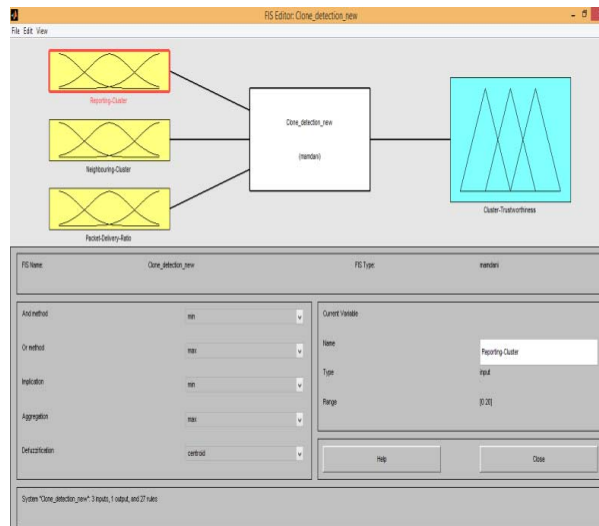 FIS Editor: Clone_detection_new
File Edit View
Reporting-Cluster
Neighbouring-Cluster
Packet-Delivery-Ratio
Clone_detection_new
(mamdani)
Cluster-Trustworthiness
FIS Name: Clone_detection_new FIS Type: mamdani
And method min
Or method max
Implication min
Aggregation max
Defuzzification centroid
Current Variable
Name Reporting-Cluster
Type input
Range [0 20]
Help Close
System "Clone_detection_new": 3 inputs, 1 output, and 27 rules